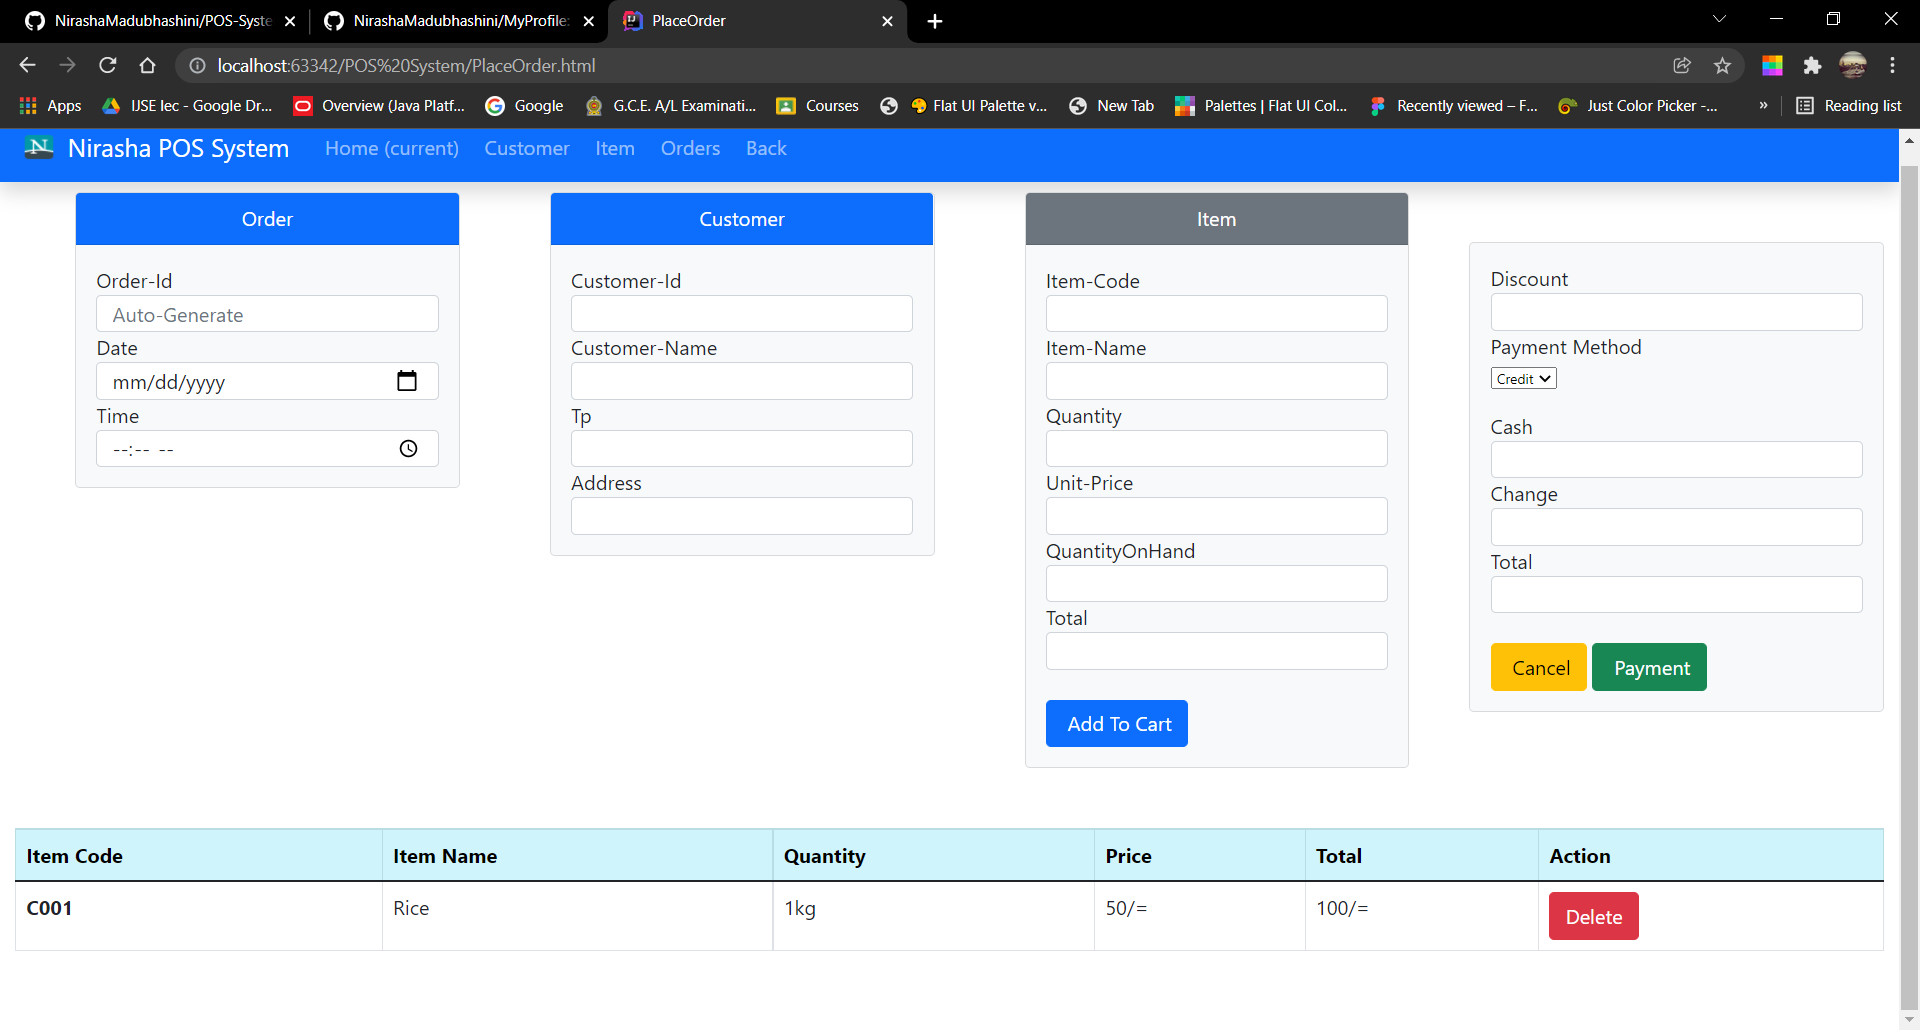 NirashaMadubhashini/POS-Syste
NirashaMadubhashini/MyProfile:
PlaceOrder
localhost:63342/POS%20System/PlaceOrder.html
Apps
IJSE lec - Google Dr...
Overview (Java Platf...
Google
G.C.E. A/L Examinati...
Courses
Flat UI Palette v...
New Tab
Palettes | Flat UI Col...
Recently viewed – F...
Just Color Picker -...
»
Reading list
N
Nirasha POS System
Home (current)
Customer
Item
Orders
Back
Order
Order-Id
Auto-Generate
Date
mm/dd/yyyy
Time
--:-- --
Customer
Customer-Id
Customer-Name
Tp
Address
Item
Item-Code
Item-Name
Quantity
Unit-Price
QuantityOnHand
Total
Add To Cart
Discount
Payment Method
Credit
Cash
Change
Total
Cancel
Payment
Item Code Item Name Quantity Price Total Action
C001 Rice 1kg 50/= 100/= Delete